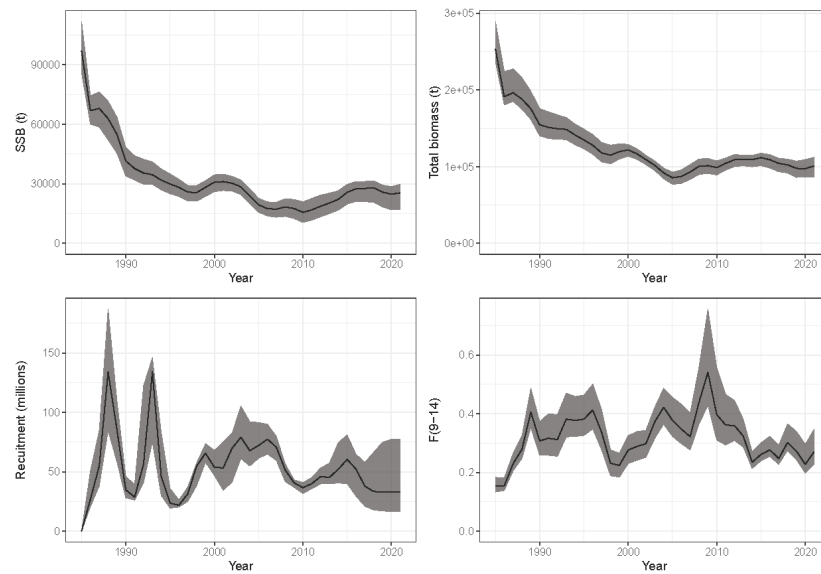 SSB (t)
90000
60000
30000
0
1990
2000
2010
2020
Year
Total biomass (t)
3e+05
2e+05
1e+05
0e+00
1990
2000
2010
2020
Year
Recuitment (millions)
150
100
50
0
1990
2000
2010
2020
Year
F(9−14)
0.6
0.4
0.2
0.0
1990
2000
2010
2020
Year